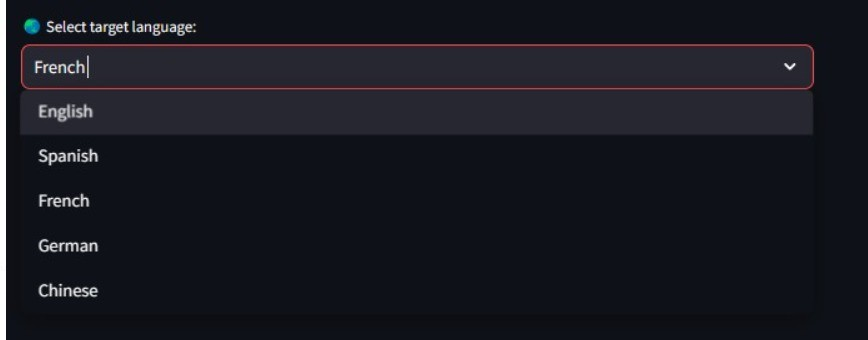 Select target language:
French
English
Spanish
French
German
Chinese